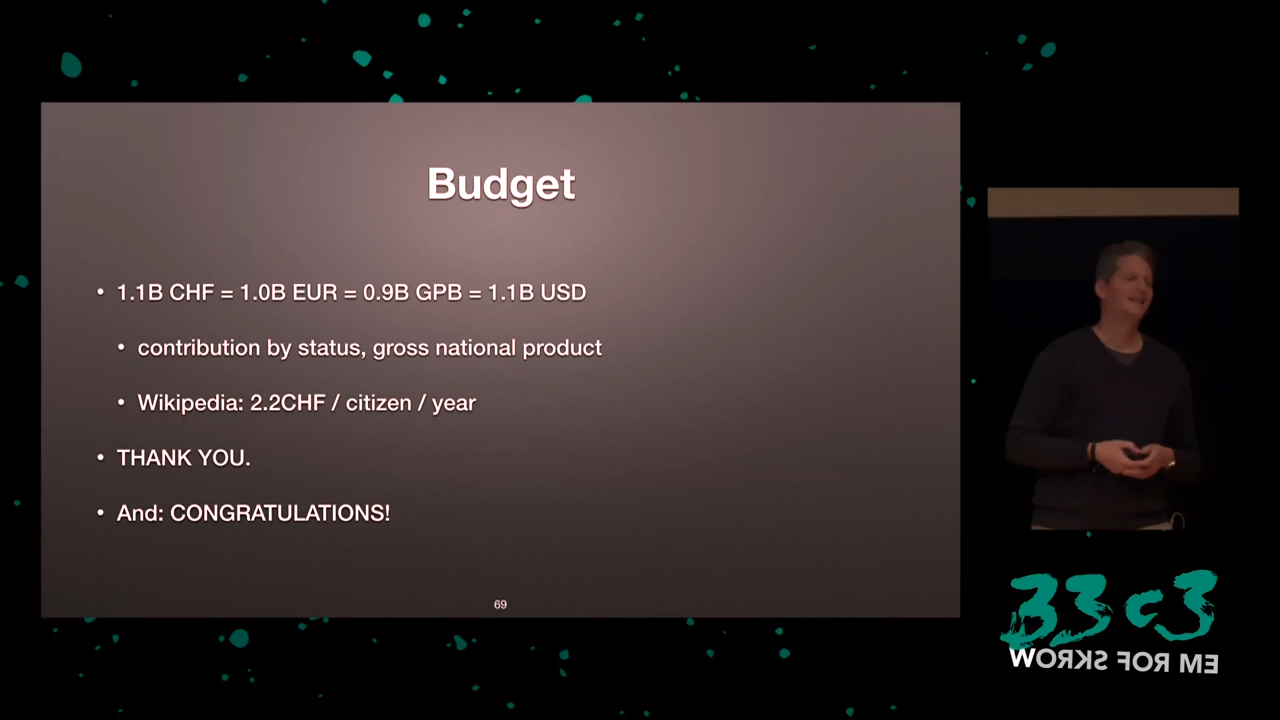 Budget
• 1.1B CHF = 1.0B EUR = 0.9B GPB = 1.1B USD
• contribution by status, gross national product
• Wikipedia: 2.2CHF / citizen / year
• THANK YOU.
• And: CONGRATULATIONS!
69
33c3
WORKS FOR ME